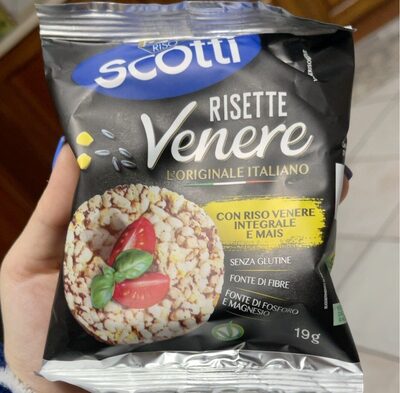 RISO
scotti
RISETTE
Venere
L'ORIGINALE ITALIANO
CON RISO VENERE
INTEGRALE
E MAIS
SENZA GLUTINE
FONTE DI FIBRE
FONTE DI FOSFORO
E MAGNESIO
19g